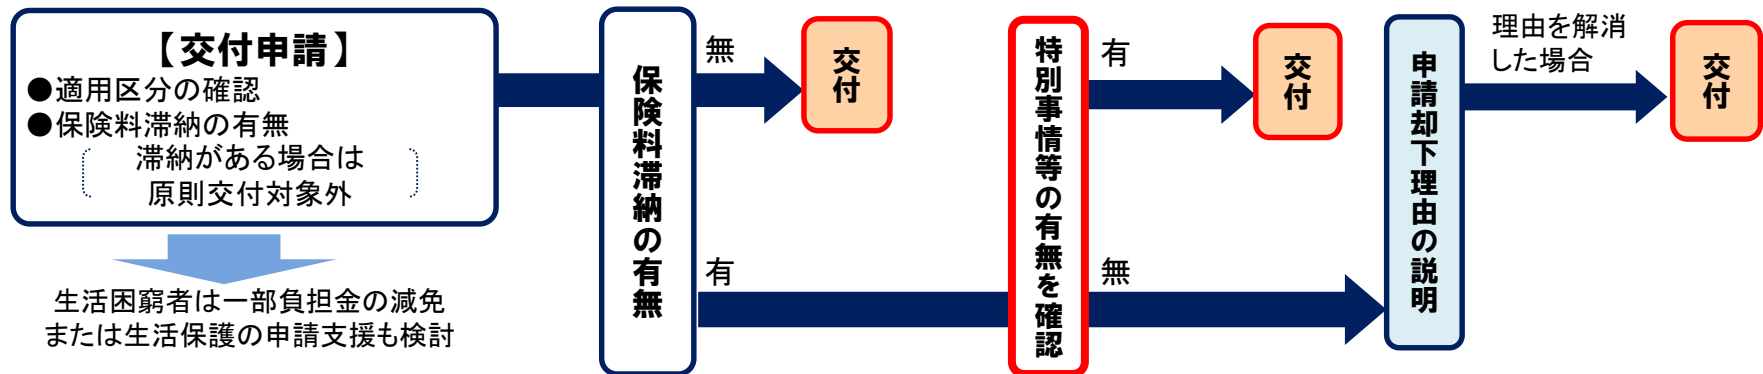 【交付申請】
●適用区分の確認
●保険料滞納の有無
滞納がある場合は
原則交付対象外
生活困窮者は一部負担金の減免
または生活保護の申請支援も検討
保険料滞納の有無
無
交付
有
特別事情等の有無を確認
有
交付
無
申請却下理由の説明
理由を解消
した場合
交付